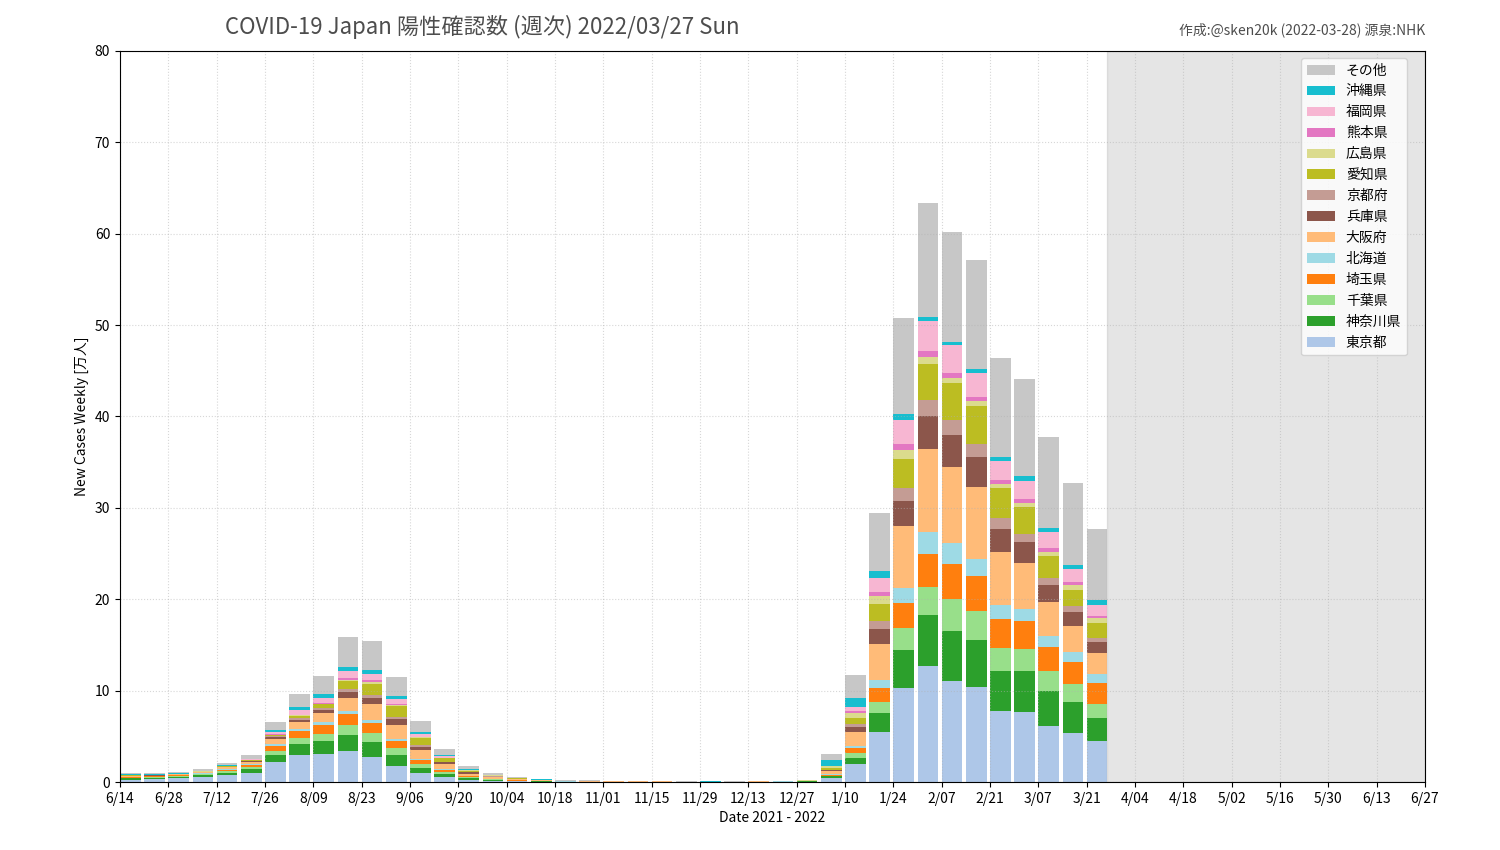 COVID-19 Japan 陽性確認数 (週次) 2022/03/27 Sun
作成:@sken20k (2022-03-28) 源泉:NHK
80
70
60
50
40
30
20
10
0
New Cases Weekly [万人]
その他
沖縄県
福岡県
熊本県
広島県
愛知県
京都府
兵庫県
大阪府
北海道
埼玉県
千葉県
神奈川県
東京都
6/14 6/28 7/12 7/26 8/09 8/23 9/06 9/20 10/04 10/18 11/01 11/15 11/29 12/13 12/27 1/10 1/24 2/07 2/21 3/07 3/21 4/04 4/18 5/02 5/16 5/30 6/13 6/27
Date 2021 - 2022